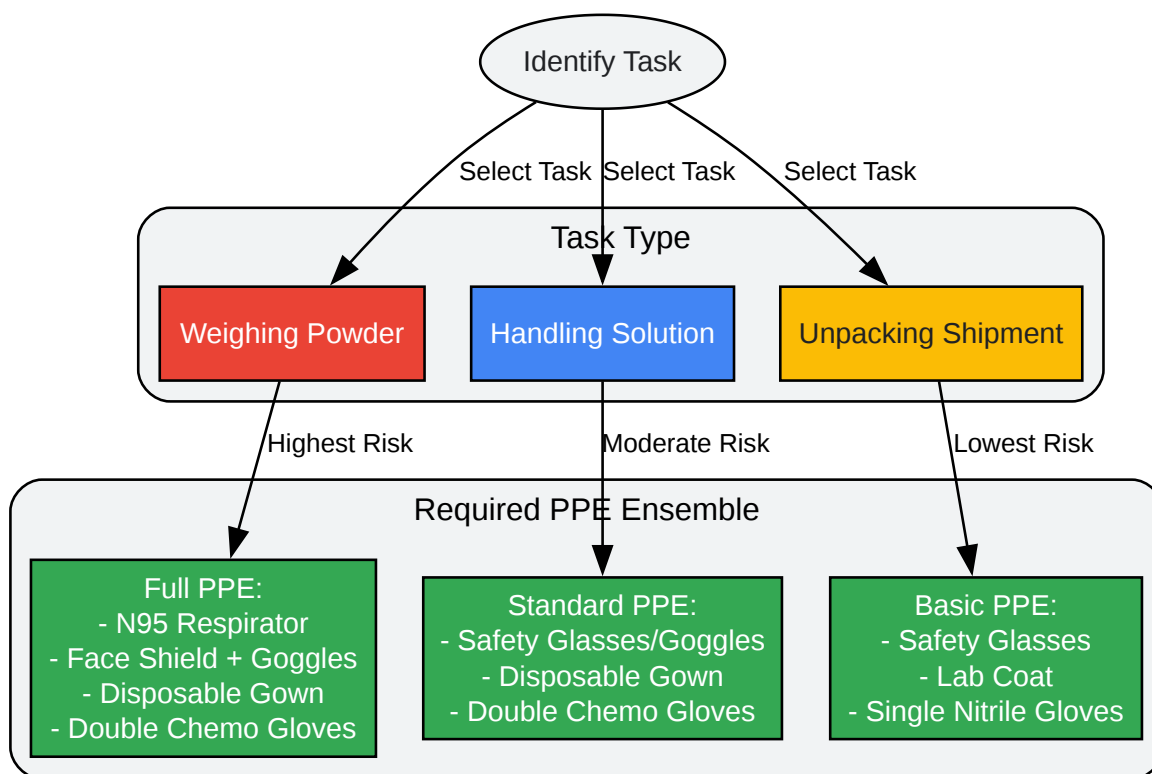 Identify Task
Select Task
Select Task
Select Task
Task Type
Weighing Powder
Handling Solution
Unpacking Shipment
Highest Risk
Moderate Risk
Lowest Risk
Required PPE Ensemble
Full PPE:
- N95 Respirator
- Face Shield + Goggles
- Disposable Gown
- Double Chemo Gloves
Standard PPE:
- Safety Glasses/Goggles
- Disposable Gown
- Double Chemo Gloves
Basic PPE:
- Safety Glasses
- Lab Coat
- Single Nitrile Gloves